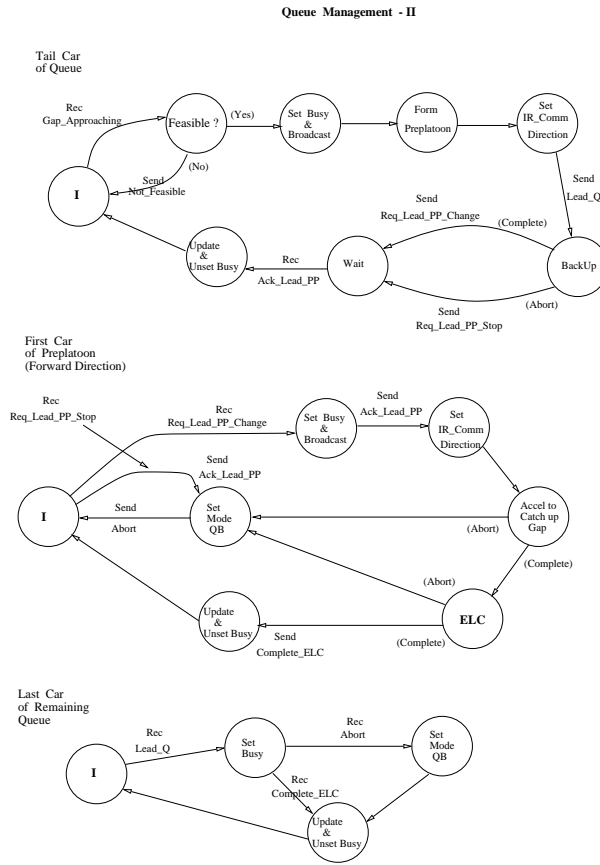 Queue Management - II
Tail Car
of Queue
Rec
Gap_Approaching
Feasible ?
(Yes)
Set Busy
&
Broadcast
Form
Preplatoon
Set
IR_Comm
Direction
(No)
Send
Not_Feasible
I
Send
Lead_Q
Send
Req_Lead_PP_Change
(Complete)
Update
&
Unset Busy
Rec
Ack_Lead_PP
Wait
BackUp
(Abort)
Send
Req_Lead_PP_Stop
First Car
of Preplatoon
(Forward Direction)
Rec
Req_Lead_PP_Stop
Rec
Req_Lead_PP_Change
Set Busy
&
Broadcast
Send
Ack_Lead_PP
Set
IR_Comm
Direction
Send
Ack_Lead_PP
I
Send
Abort
Set
Mode
QB
(Abort)
Accel to
Catch up
Gap
(Complete)
(Abort)
Update
&
Unset Busy
Send
Complete_ELC
(Complete)
ELC
Last Car
of Remaining
Queue
Rec
Lead_Q
Set
Busy
Rec
Abort
Set
Mode
QB
I
Rec
Complete_ELC
Update
&
Unset Busy